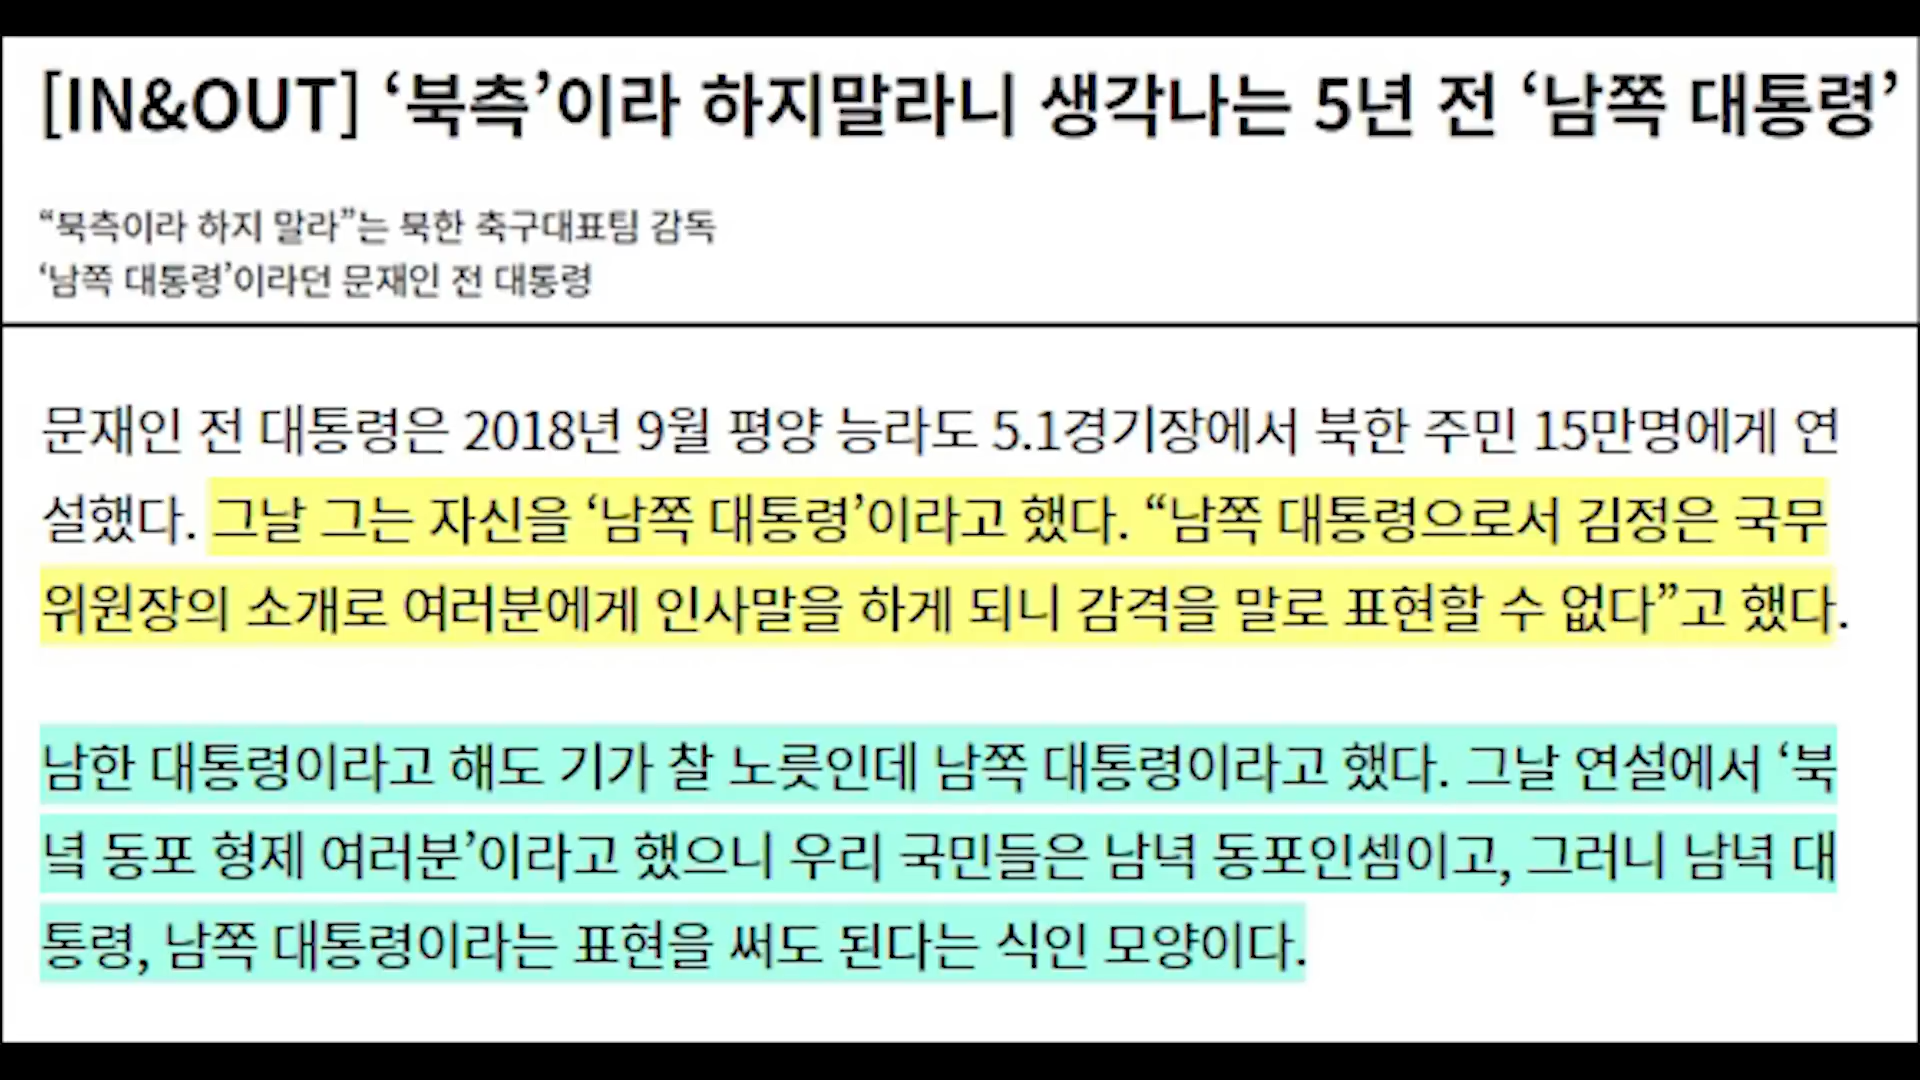 [IN&OUT] ‘북측’이라 하지말라니 생각나는 5년 전 ‘남쪽 대통령’
“북측이라 하지 말라”는 북한 축구대표팀 감독
‘남쪽 대통령’이라던 문재인 전 대통령
문재인 전 대통령은 2018년 9월 평양 능라도 5.1경기장에서 북한 주민 15만명에게 연
설했다. 그날 그는 자신을 ‘남쪽 대통령’이라고 했다. “남쪽 대통령으로서 김정은 국무
위원장의 소개로 여러분에게 인사말을 하게 되니 감격을 말로 표현할 수 없다”고 했다.
남한 대통령이라고 해도 기가 찰 노릇인데 남쪽 대통령이라고 했다. 그날 연설에서 ‘북
녘 동포 형제 여러분’이라고 했으니 우리 국민들은 남녁 동포인셈이고, 그러니 남녁 대
통령, 남쪽 대통령이라는 표현을 써도 된다는 식인 모양이다.